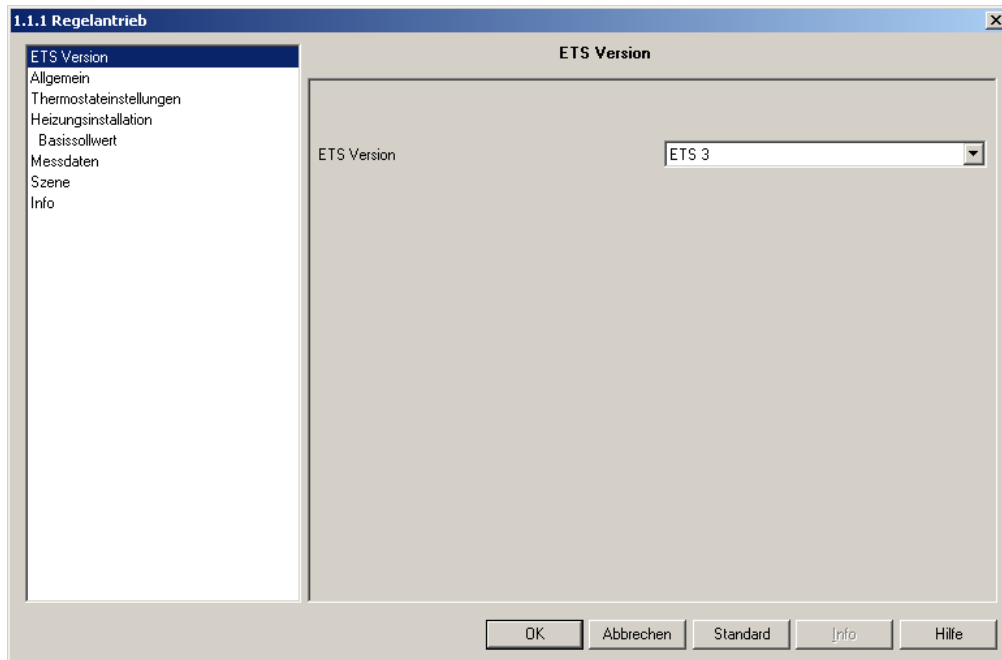 1.1.1 Regelantrieb
ETS Version
Allgemein
Thermostateinstellungen
Heizungsinstallation
Basissollwert
Messdaten
Szene
Info
ETS Version
ETS Version
ETS 3
OK
Abbrechen
Standard
Info
Hilfe